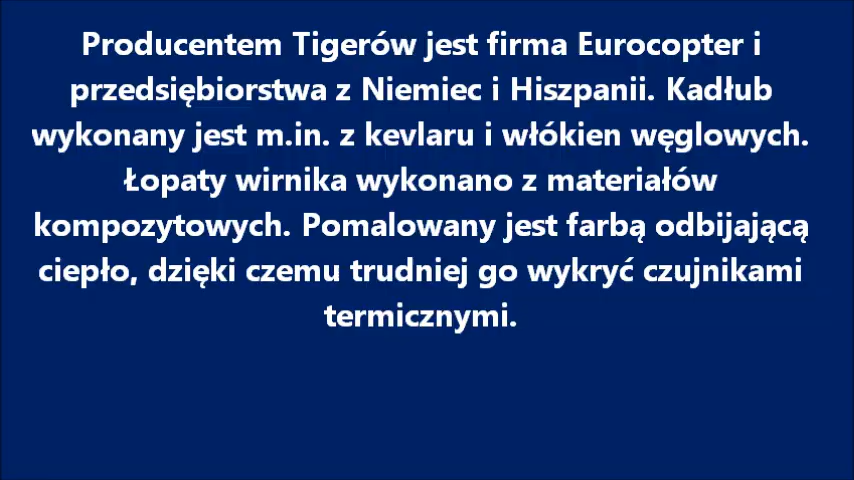 Producentem Tigerów jest firma Eurocopter i
przedsiębiorstwa z Niemiec i Hiszpanii. Kadłub
wykonany jest m.in. z kevlaru i włókien węglowych.
Łopaty wirnika wykonano z materiałów
kompozytowych. Pomalowany jest farbą odbijającą
ciepło, dzięki czemu trudniej go wykryć czujnikami
termicznymi.